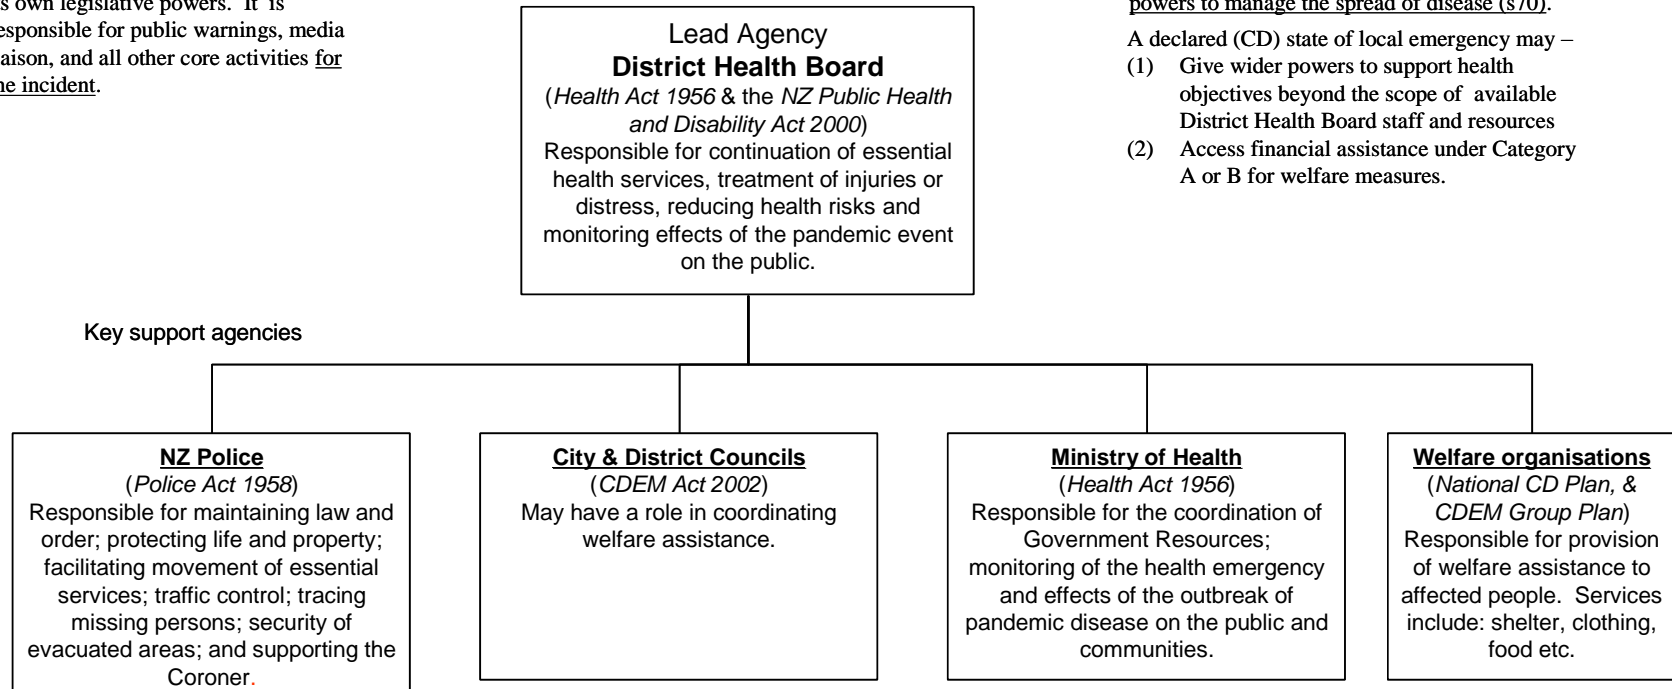 s own legislative powers. It is
esponsible for public warnings, media
aison, and all other core activities for
ne incident.
Lead Agency
District Health Board
(Health Act 1956 & the NZ Public Health
and Disability Act 2000)
Responsible for continuation of essential
health services, treatment of injuries or
distress, reducing health risks and
monitoring effects of the pandemic event
on the public.
powers to manage the spread of disease (s70).
A declared (CD) state of local emergency may –
(1) Give wider powers to support health
objectives beyond the scope of available
District Health Board staff and resources
(2) Access financial assistance under Category
A or B for welfare measures.
Key support agencies
NZ Police
(Police Act 1958)
Responsible for maintaining law and
order; protecting life and property;
facilitating movement of essential
services; traffic control; tracing
missing persons; security of
evacuated areas; and supporting the
Coroner.
City & District Councils
(CDEM Act 2002)
May have a role in coordinating
welfare assistance.
Ministry of Health
(Health Act 1956)
Responsible for the coordination of
Government Resources;
monitoring of the health emergency
and effects of the outbreak of
pandemic disease on the public and
communities.
Welfare organisations
(National CD Plan, &
CDEM Group Plan)
Responsible for provision
of welfare assistance to
affected people. Services
include: shelter, clothing,
food etc.